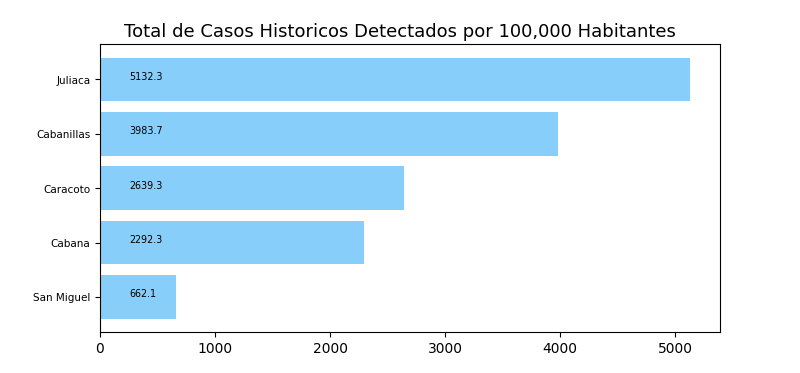 Total de Casos Historicos Detectados por 100,000 Habitantes
Juliaca 5132.3
Cabanillas 3983.7
Caracoto 2639.3
Cabana 2292.3
San Miguel 662.1
0 1000 2000 3000 4000 5000